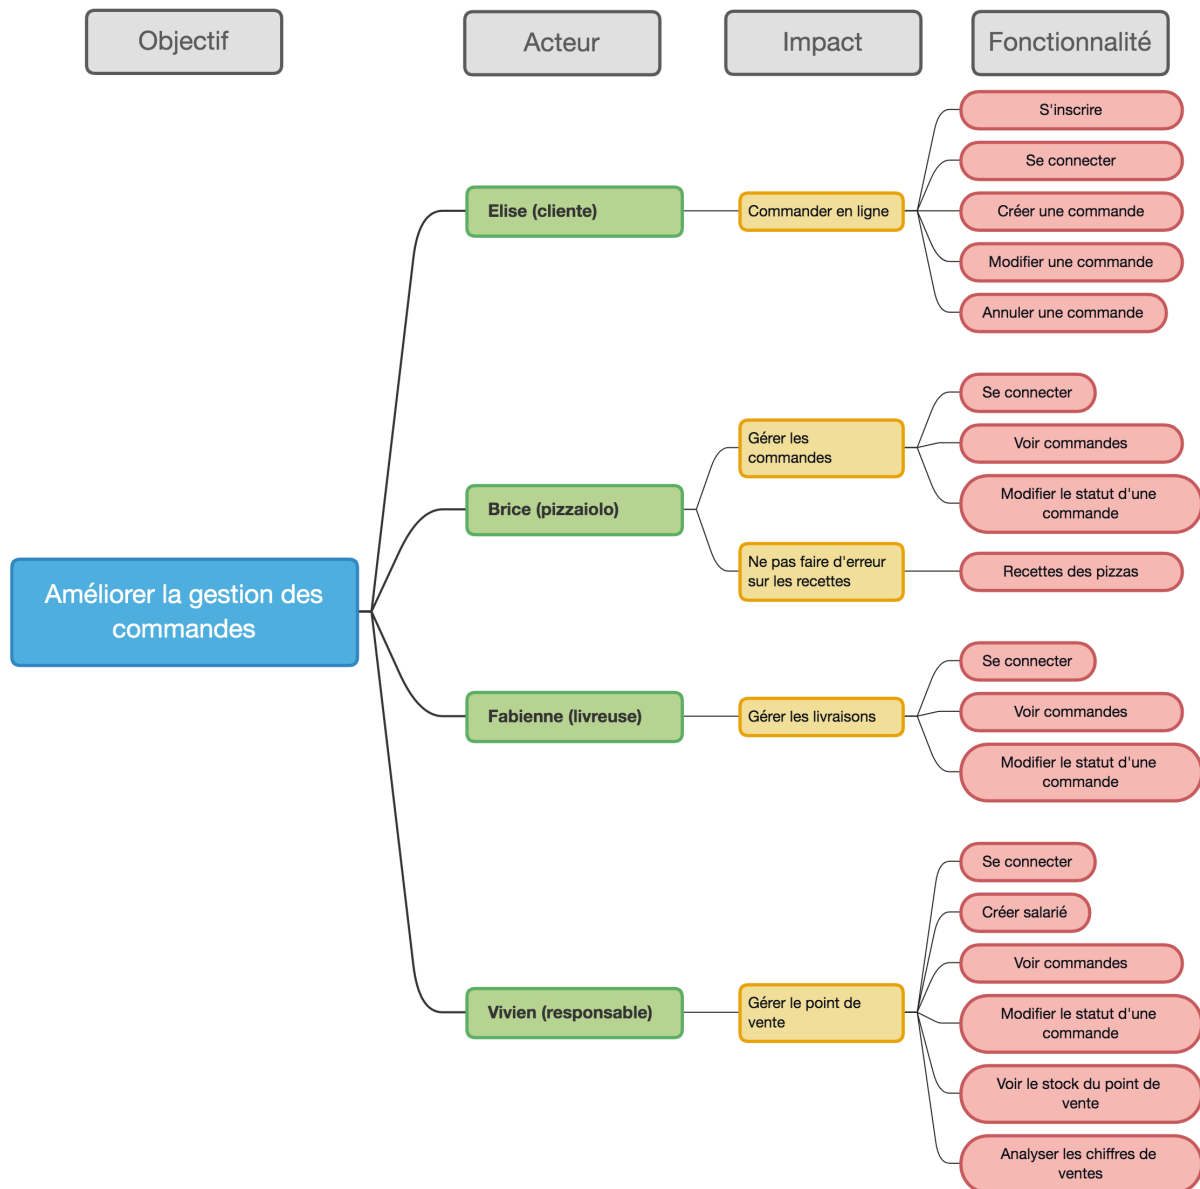 Objectif
Acteur
Impact
Fonctionnalité
Améliorer la gestion des
commandes
Elise (cliente)
Commander en ligne
S'inscrire
Se connecter
Créer une commande
Modifier une commande
Annuler une commande
Brice (pizzaiolo)
Gérer les
commandes
Se connecter
Voir commandes
Modifier le statut d'une
commande
Ne pas faire d'erreur
sur les recettes
Recettes des pizzas
Fabienne (livreuse)
Gérer les livraisons
Se connecter
Voir commandes
Modifier le statut d'une
commande
Vivien (responsable)
Gérer le point de
vente
Se connecter
Créer salarié
Voir commandes
Modifier le statut d'une
commande
Voir le stock du point de
vente
Analyser les chiffres de
ventes